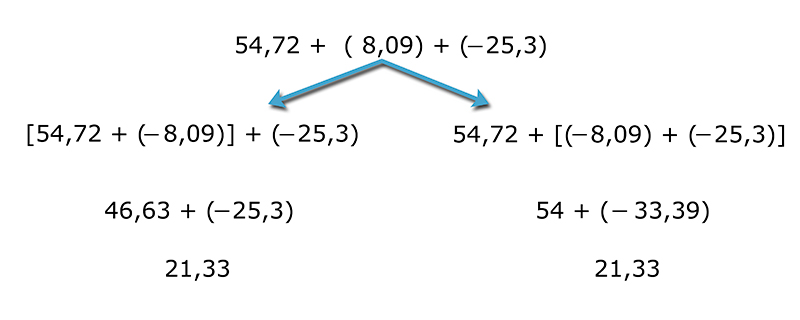 54,72 + ( 8,09) + (−25,3)
[54,72 + (−8,09)] + (−25,3)
54,72 + [(−8,09) + (−25,3)]
46,63 + (−25,3)
54 + (− 33,39)
21,33
21,33